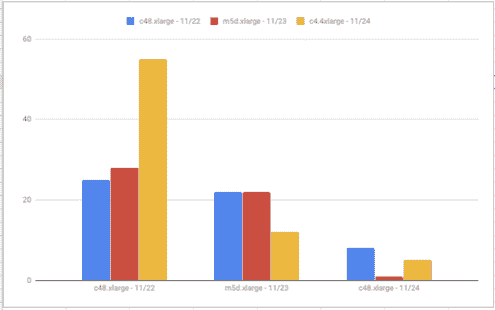 c48.xlarge - 11/22 m5d.xlarge - 11/23 c4.4xlarge - 11/24
60
40
20
0
c48.xlarge - 11/22 m5d.xlarge - 11/23 c48.xlarge - 11/24